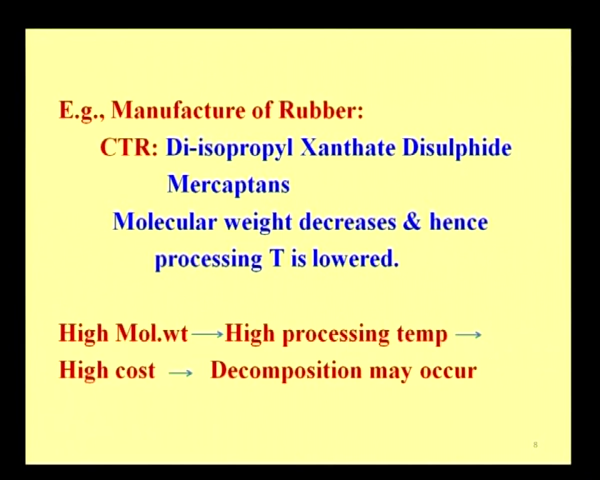 E.g., Manufacture of Rubber:
CTR: Di-isopropyl Xanthate Disulphide
Mercaptans
Molecular weight decreases & hence
processing T is lowered.
High Mol.wt → High processing temp →
High cost → Decomposition may occur
8